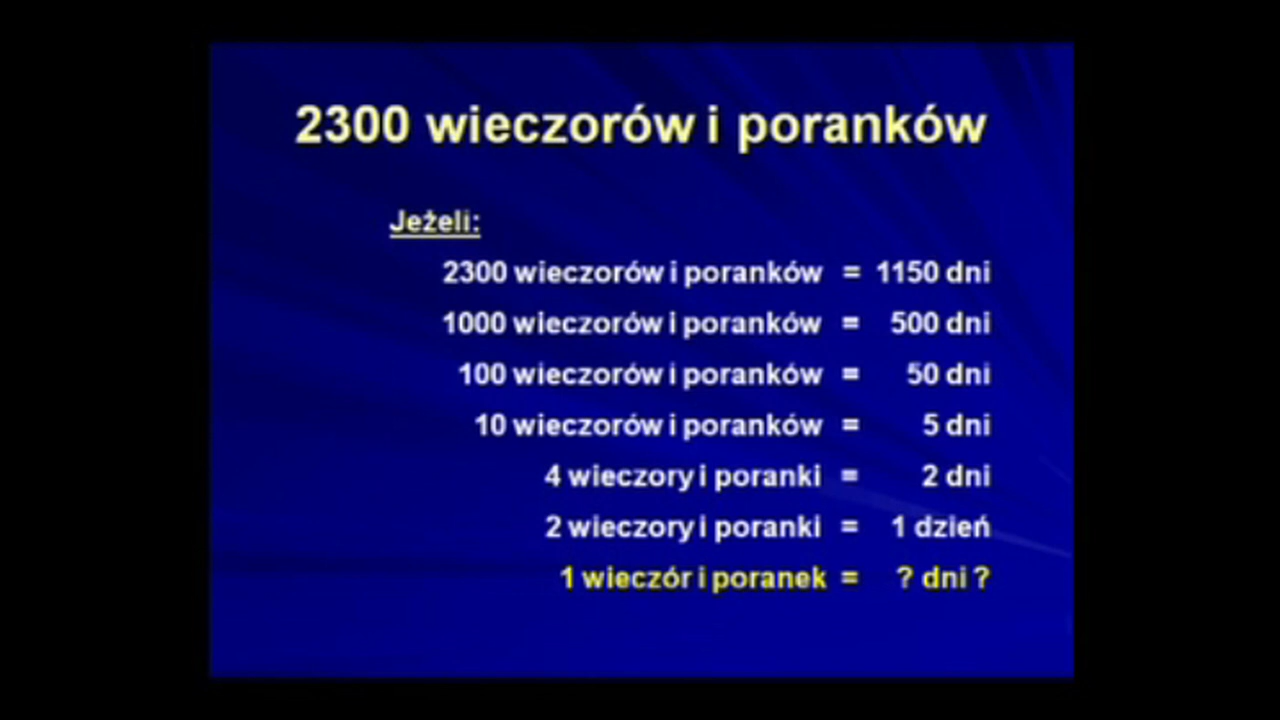 2300 wieczorów i poranków
Jeżeli:
2300 wieczorów i poranków = 1150 dni
1000 wieczorów i poranków = 500 dni
100 wieczorów i poranków = 50 dni
10 wieczorów i poranków = 5 dni
4 wieczory i poranki = 2 dni
2 wieczory i poranki = 1 dzień
1 wieczór i poranek = ? dni ?